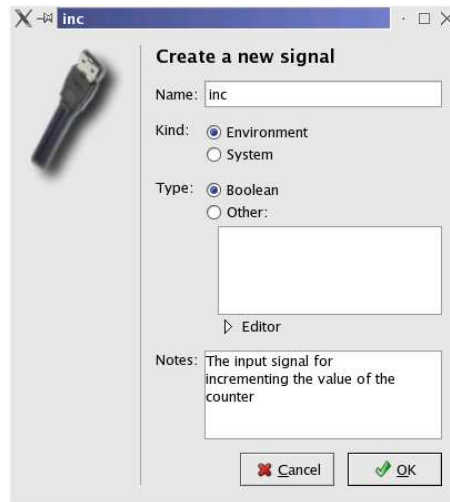 inc
Create a new signal
Name: inc
Kind: Environment
System
Type: Boolean
Other:
Editor
Notes: The input signal for
incrementing the value of the
counter
Cancel OK